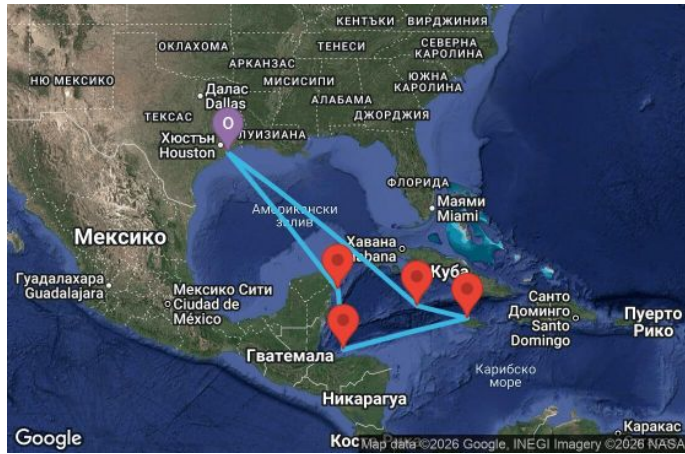 КЕНТЪКИ
ВИРДЖИНИЯ
ОКЛАХОМА
ТЕНЕСИ
СЕВЕРНА
КАРОЛИНА
АРКАНЗАС
НЮ МЕКСИКО
МИСИСИПИ
ЮЖНА
КАРОЛИНА
Далас
Dallas
АЛАБАМА
ТЕКСАС
ДЖОРДЖИЯ
O
ЛУИЗИАНА
Хюстън
Houston
ФЛОРИДА
Маями
Miami
Американски
залив
Мексико
Хавана
Куба
Гуадалахара
Guadalajara
Мексико Сити
Ciudad de
México
Санто
Доминго
Santo
Domingo
Пуерто
Рико
Гватемала
Карибско
море
Никарагуа
Каракас
Google
Map data ©2026 Google, INEGI Imagery ©2026 NASA